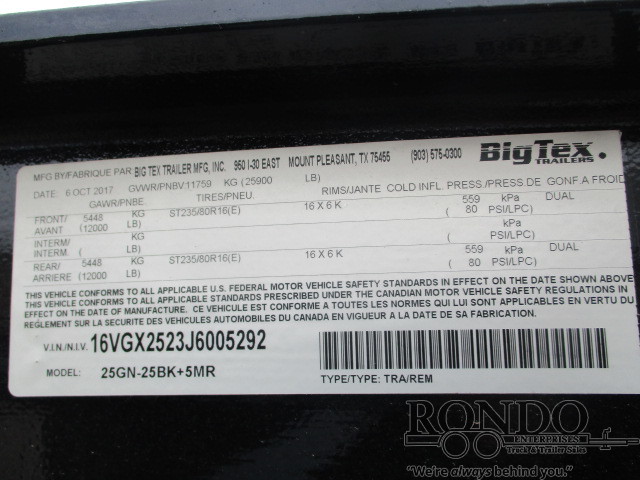 MFG BY/FABRIQUE PAR: BIG TEX TRAILER MFG, INC. 950 I-30 EAST MOUNT PLEASANT, TX 75455 (903) 575-0300 Big Tex TRAILERS
DATE: 6 OCT 2017 GVWR/PNBV 11759 KG (25900 LB)
GAWR/PNBE. TIRES/PNEU. RIMS/JANTE COLD INFL. PRESS./PRESS. DE GONF. A FROID
FRONT/ 5448 KG ST235/80R16(E) 16 X 6 K 559 kPa DUAL
AVANT (12000 LB) ( 80 PSI/LPC)
INTERM/ KG kPa
INTERM. ( LB) ( PSI/LPC)
REAR/ 5448 KG ST235/80R16(E) 16 X 6 K 559 kPa DUAL
ARRIERE (12000 LB) ( 80 PSI/LPC)
THIS VEHICLE CONFORMS TO ALL APPLICABLE U.S. FEDERAL MOTOR VEHICLE SAFETY STANDARDS IN EFFECT ON THE DATE SHOWN ABOVE
THIS VEHICLE CONFORMS TO ALL APPLICABLE STANDARDS PRESCRIBED UNDER THE CANADIAN MOTOR VEHICLE SAFETY REGULATIONS IN EFFECT
ON THE DATE OF MANUFACTURE. CE VEHICULE EST CONFORME A TOUTES LES NORMES QUI LUI SONT APPLICABLES EN VERTU DU
REGLEMENT SUR LA SECURITE DES VEHICULES AUTOMOBILES DU CANADA EN VIGUEUR A LA DATE DE SA FABRICATION
V.I.N./N.I.V. 16VGX2523J6005292
MODEL: 25GN-25BK+5MR TYPE/TYPE: TRA/REM
RONDO
ENTERPRISES
Truck & Trailer Sales
"We're always behind you."